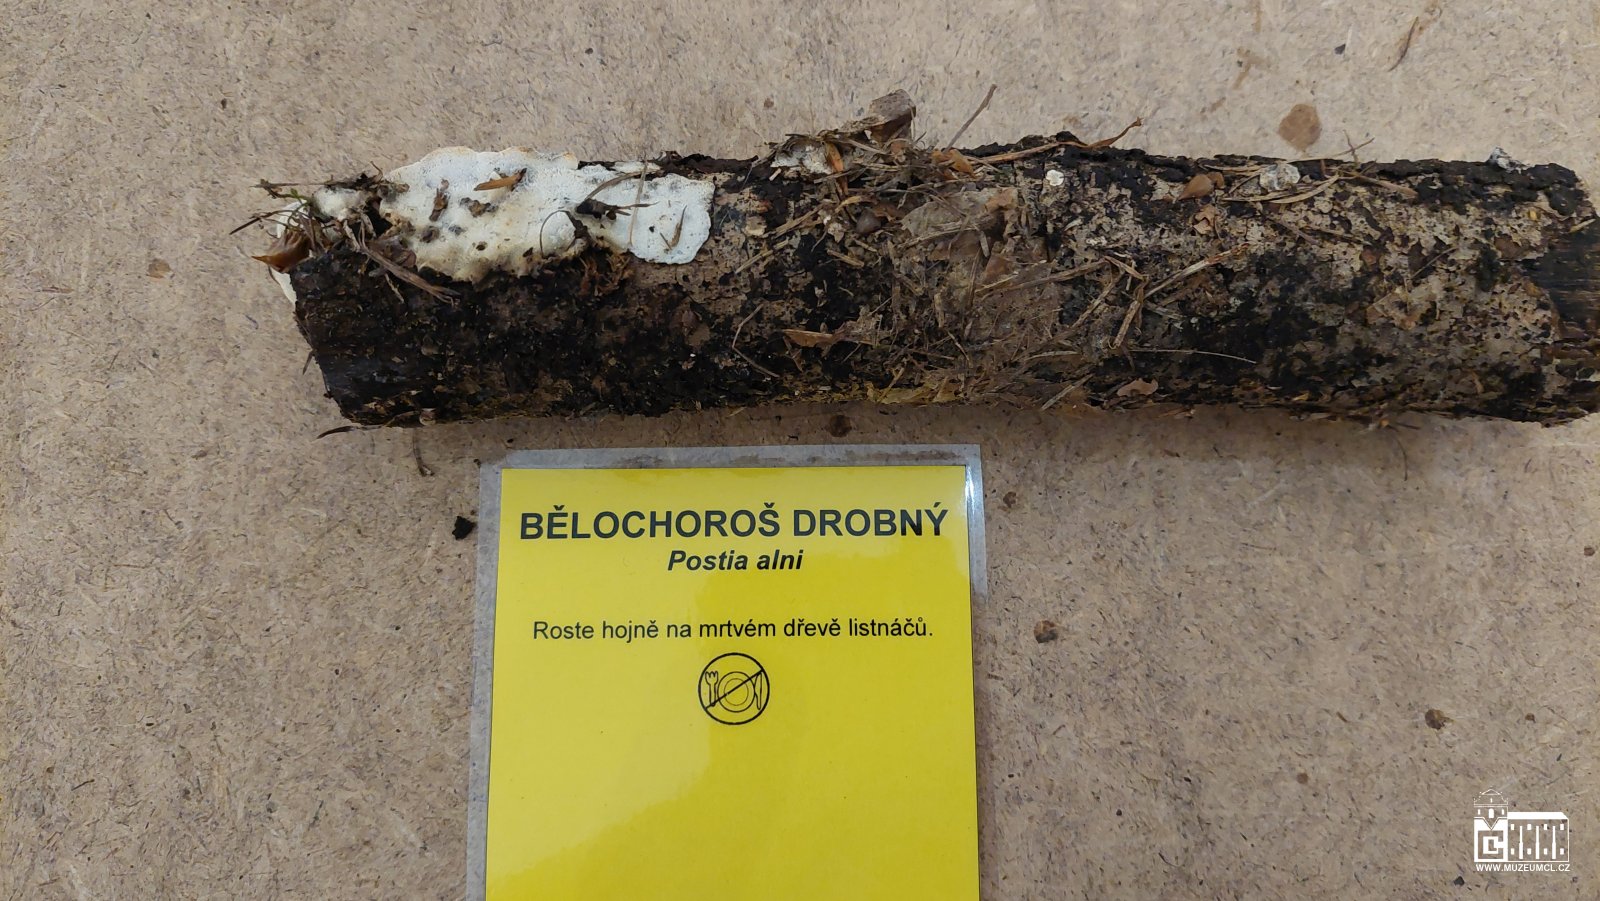 BĚLOCHOROŠ DROBNÝ
Postia alni
Roste hojně na mrtvém dřevě listnáčů.
WWW.MUZEUMCL.CZ